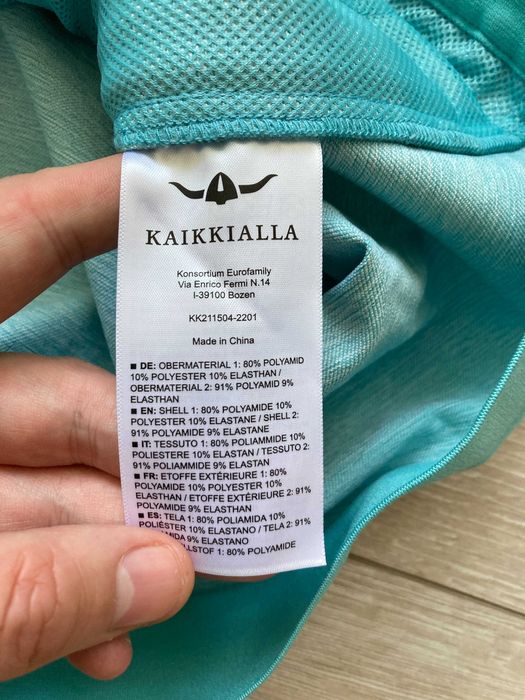 KAIKKIALLA
Konsortium Eurofamily
Via Enrico Fermi N.14
I-39100 Bozen
KK211504-2201
Made in China
■ DE: OBERMATERIAL 1: 80% POLYAMID
10% POLYESTER 10% ELASTHAN /
OBERMATERIAL 2: 91% POLYAMID 9%
ELASTHAN
■ EN: SHELL 1: 80% POLYAMIDE 10%
POLYESTER 10% ELASTANE / SHELL 2:
91% POLYAMIDE 9% ELASTANE
■ IT: TESSUTO 1: 80% POLIAMMIDE 10%
POLIESTERE 10% ELASTAN / TESSUTO 2:
91% POLIAMMIDE 9% ELASTAN
■ FR: ETOFFE EXTÉRIEURE 1: 80%
POLYAMIDE 10% POLYESTER 10%
ELASTHAN / ETOFFE EXTÉRIEURE 2: 91%
POLYAMIDE 9% ELASTHAN
■ ES: TELA 1: 80% POLIAMIDA 10%
POLIÉSTER 10% ELASTANO / TELA 2: 91%
9% ELASTANO
1: 80% POLYAMIDE